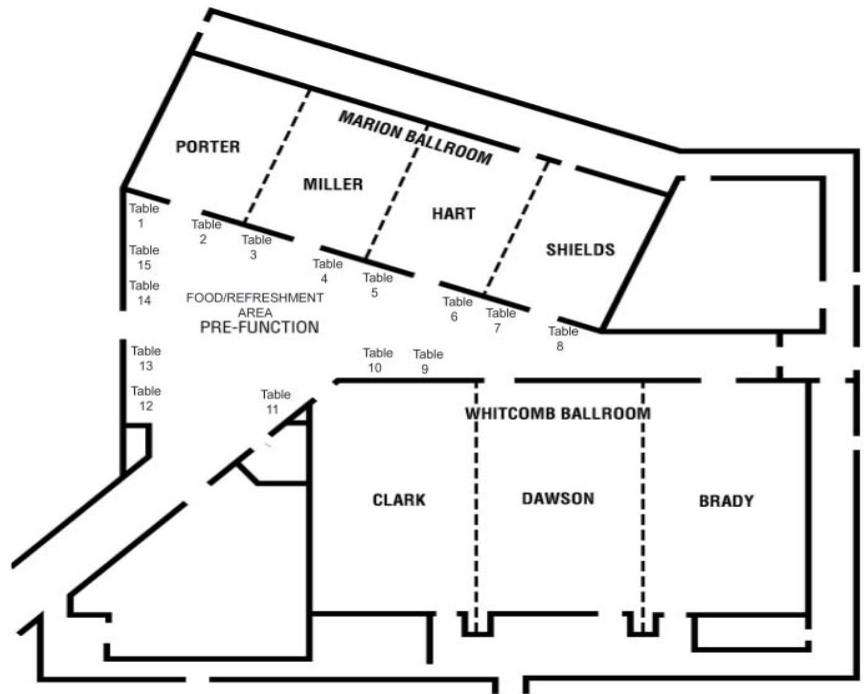 MARION BALLROOM
PORTER
MILLER
HART
SHIELDS
Table
1
Table
2
Table
3
Table
4
Table
5
Table
6
Table
7
Table
8
Table
15
Table
14
FOOD/REFRESHMENT
AREA
PRE-FUNCTION
Table
13
Table
12
Table
11
Table
10
Table
9
WHITCOMB BALLROOM
CLARK
DAWSON
BRADY